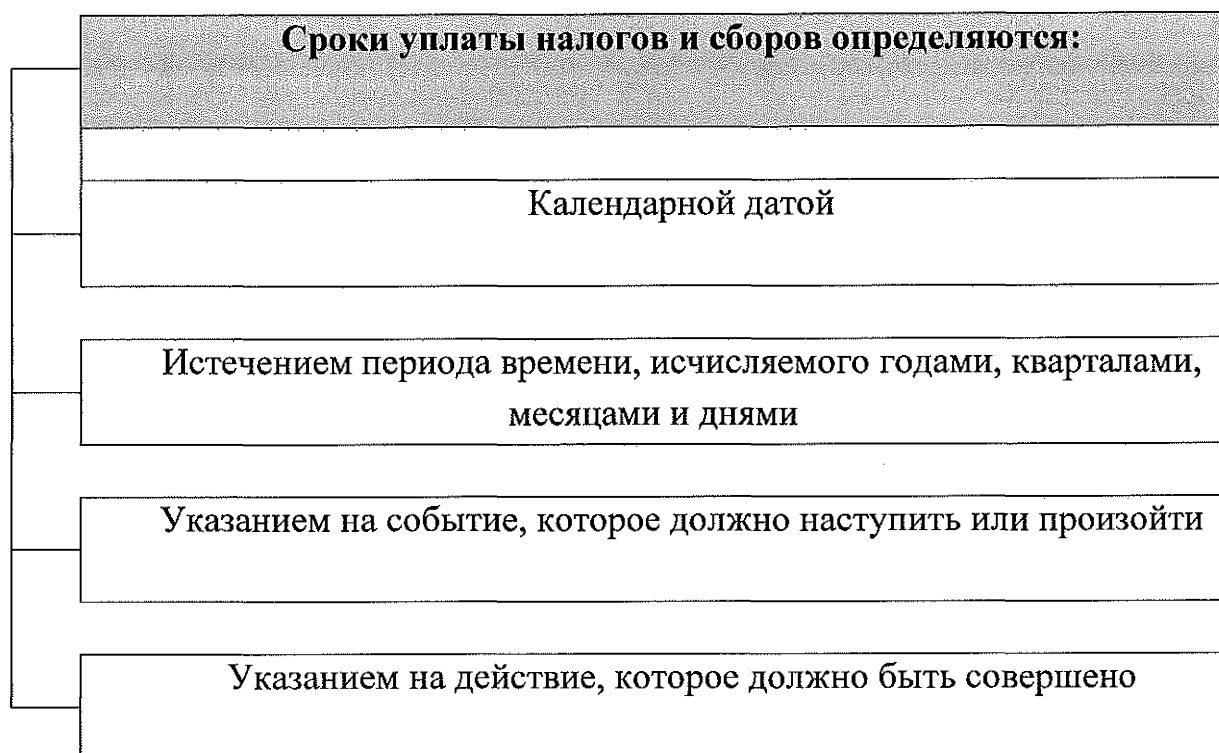 Сроки уплаты налогов и сборов определяются:
Календарной датой
Истечением периода времени, исчисляемого годами, кварталами,
месяцами и днями
Указанием на событие, которое должно наступить или произойти
Указанием на действие, которое должно быть совершено